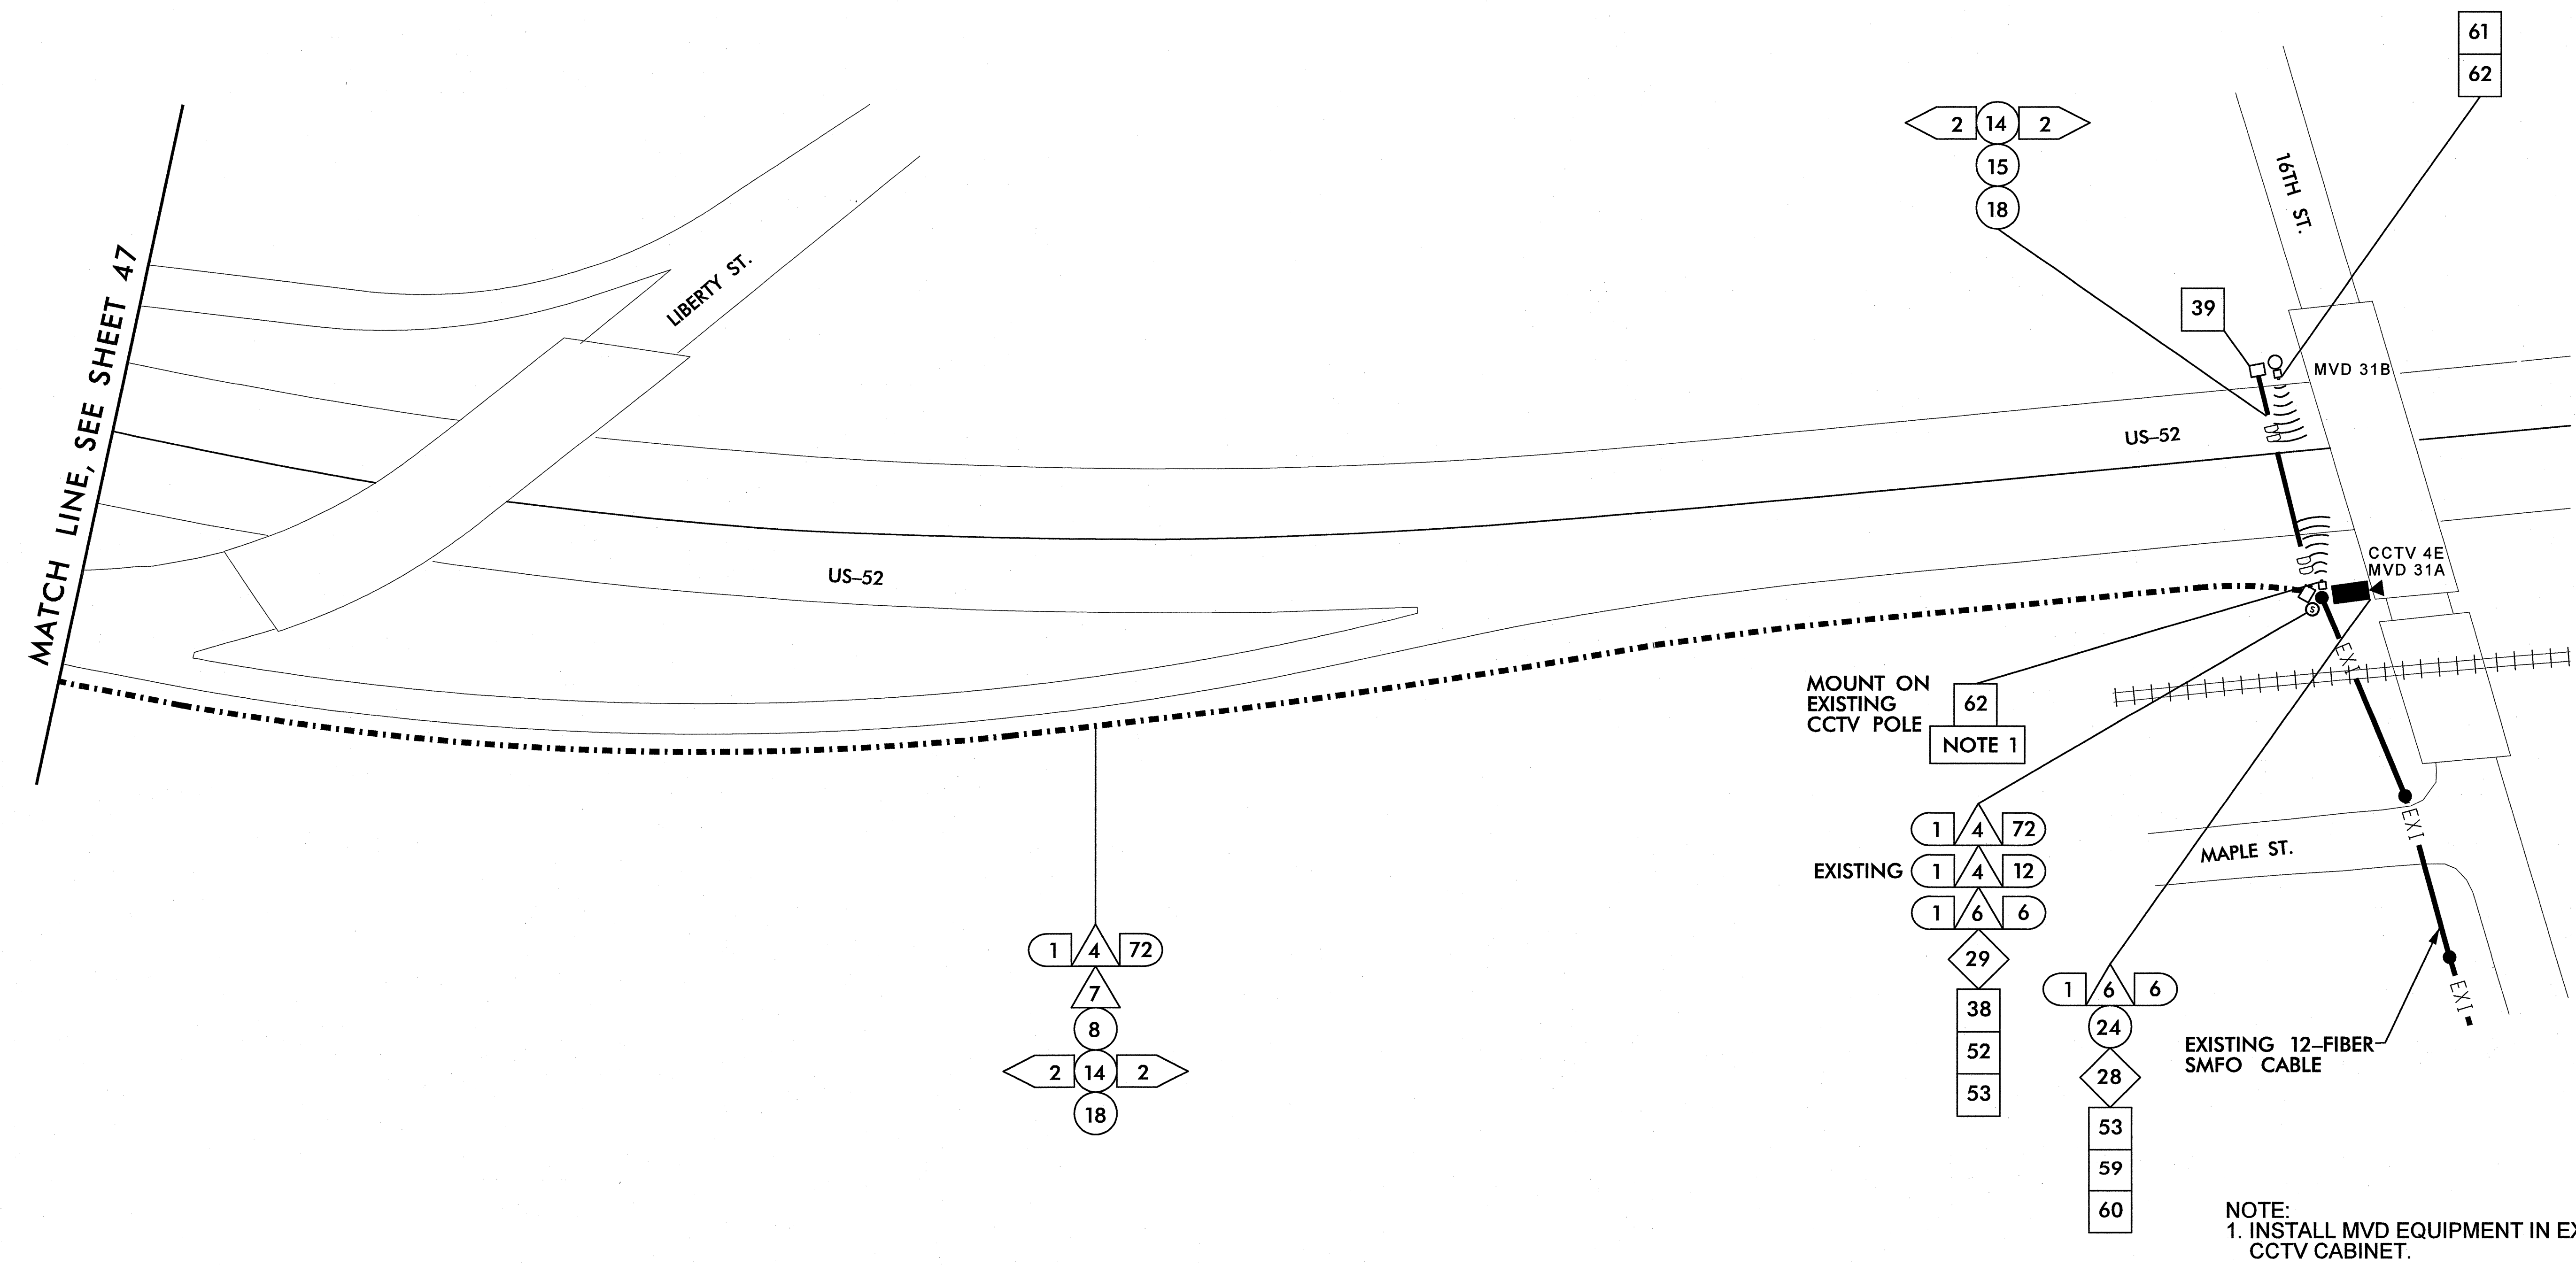 61
62
2 14 2
15
18
16TH ST.
39
MVD 31B
MATCH LINE, SEE SHEET 47
LIBERTY ST.
US–52
US–52
CCTV 4E
MVD 31A
EXI
MOUNT ON
EXISTING
CCTV POLE
62
NOTE 1
1 4 72
EXISTING 1 4 12
1 6 6
29
38
52
53
MAPLE ST.
EXI
1 4 72
7
8
2 14 2
18
1 6 6
24
28
53
59
60
EXI
EXISTING 12–FIBER
SMFO CABLE
S
NOTE:
1. INSTALL MVD EQUIPMENT IN EX
CCTV CABINET.